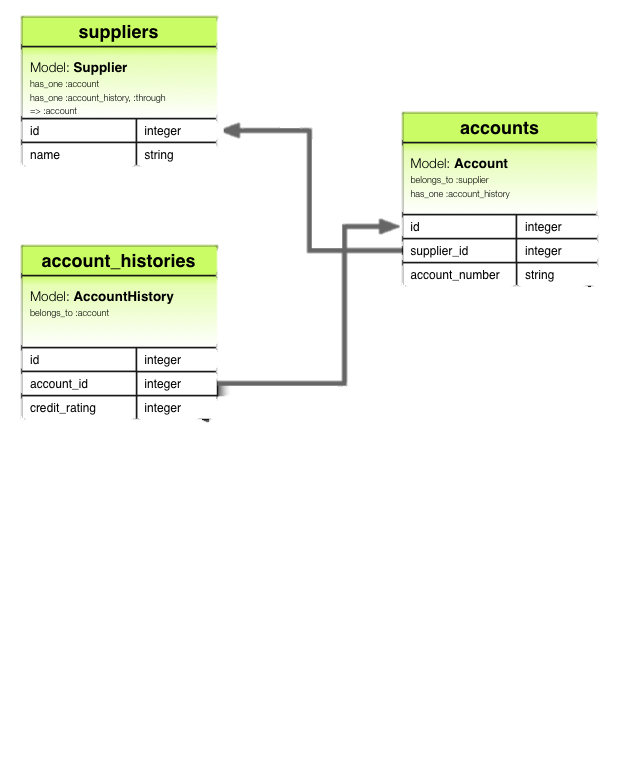 suppliers
Model: Supplier
has_one :account
has_one :account_history, :through
=> :account
id integer
name string
accounts
Model: Account
belongs_to :supplier
has_one :account_history
id integer
supplier_id integer
account_number string
account_histories
Model: AccountHistory
belongs_to :account
id integer
account_id integer
credit_rating integer